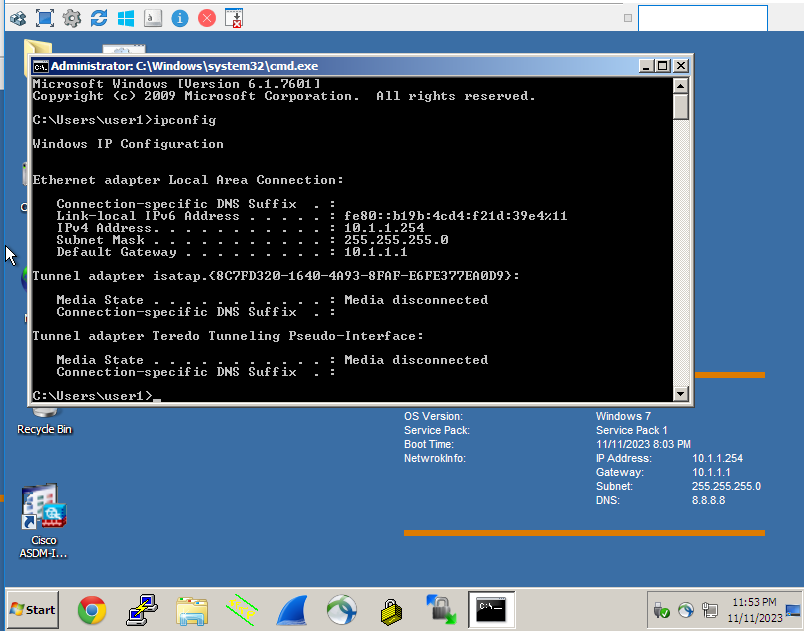 Administrator: C:\Windows\system32\cmd.exe
Microsoft Windows [Version 6.1.7601]
Copyright (c) 2009 Microsoft Corporation.  All rights reserved.
C:\Users\user1>ipconfig
Windows IP Configuration
Ethernet adapter Local Area Connection:
Connection-specific DNS Suffix  . :
Link-local IPv6 Address . . . . . : fe80::b19b:4cd4:f21d:39e4%11
IPv4 Address. . . . . . . . . . . : 10.1.1.254
Subnet Mask . . . . . . . . . . . : 255.255.255.0
Default Gateway . . . . . . . . . : 10.1.1.1
Tunnel adapter isatap.{8C7FD320-1640-4A93-8FAF-E6FE377EA0D9}:
Media State . . . . . . . . . . . : Media disconnected
Connection-specific DNS Suffix  . :
Tunnel adapter Teredo Tunneling Pseudo-Interface:
Media State . . . . . . . . . . . : Media disconnected
Connection-specific DNS Suffix  . :
C:\Users\user1>_
OS Version: Windows 7
Service Pack: Service Pack 1
Boot Time: 11/11/2023 8:03 PM
NetwrokInfo: IP Address: 10.1.1.254
Gateway: 10.1.1.1
Subnet: 255.255.255.0
DNS: 8.8.8.8
Recycle Bin
Cisco
ASDM-I...
Start
11:53 PM
11/11/2023